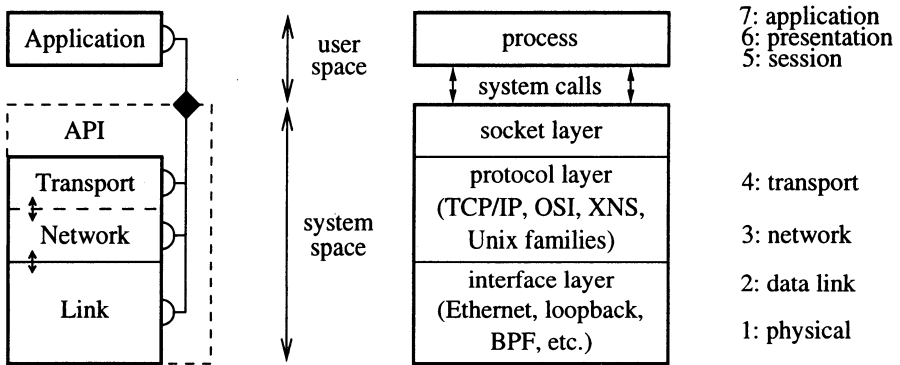 Application
API
Transport
Network
Link
user
space
system
space
process
system calls
socket layer
protocol layer
(TCP/IP, OSI, XNS,
Unix families)
interface layer
(Ethernet, loopback,
BPF, etc.)
7: application
6: presentation
5: session
4: transport
3: network
2: data link
1: physical